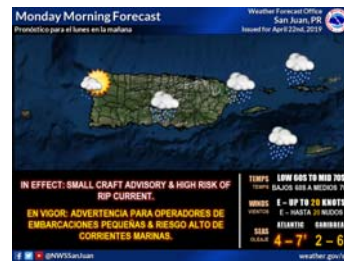 Monday Morning Forecast
Pronóstico para el lunes en la mañana
Weather Forecast Office
San Juan, PR
Issued for April 22nd, 2019
IN EFFECT: SMALL CRAFT ADVISORY & HIGH RISK OF
RIP CURRENT.
EN VIGOR: ADVERTENCIA PARA OPERADORES DE
EMBARCACIONES PEQUEÑAS & RIESGO ALTO DE
CORRIENTES MARINAS.
TEMPS LOW 60S TO MID 70S
TEMPS BAJOS 60S A MEDIOS 7
WINDS E – UP TO 20 KNOTS
VIENTOS E – HASTA 20 NUDOS
SEAS ATLANTIC CARIBBEAN
OLEAJE 4 – 7' 2 – 6
@NWSSanJuan
weather.gov/s